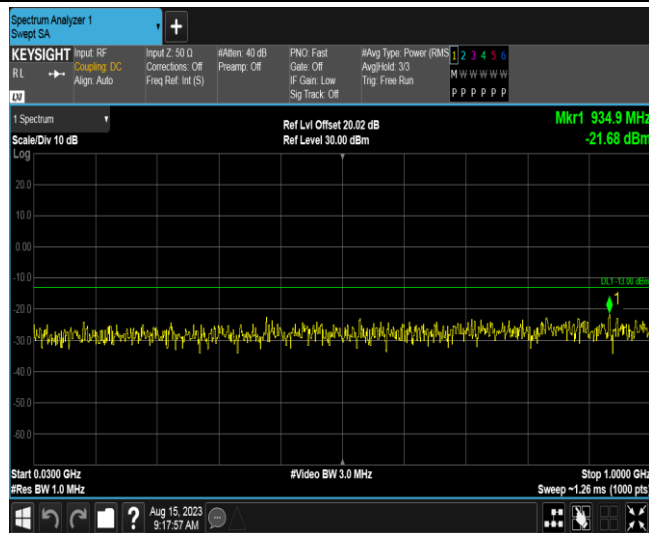 Spectrum Analyzer 1
Swept SA
+
KEYSIGHT
RL
LXI
Input: RF
Coupling: DC
Align: Auto
Input Z: 50 Ω
Corrections: Off
Freq Ref: Int (S)
#Atten: 40 dB
Preamp: Off
PNO: Fast
Gate: Off
IF Gain: Low
Sig Track: Off
#Avg Type: Power (RMS
Avg|Hold: 3/3
Trig: Free Run
1 2 3 4 5 6
M W W W W W
P P P P P P
1 Spectrum
Scale/Div 10 dB
Log
Ref Lvl Offset 20.02 dB
Ref Level 30.00 dBm
Mkr1 934.9 MHz
-21.68 dBm
20.0
10.0
0.00
-10.0
DL1 -13.00 dBm
1
-20.0
-30.0
-40.0
-50.0
-60.0
Start 0.0300 GHz
#Res BW 1.0 MHz
#Video BW 3.0 MHz
Stop 1.0000 GHz
Sweep ~1.26 ms (1000 pts)
?
Aug 15, 2023
9:17:57 AM